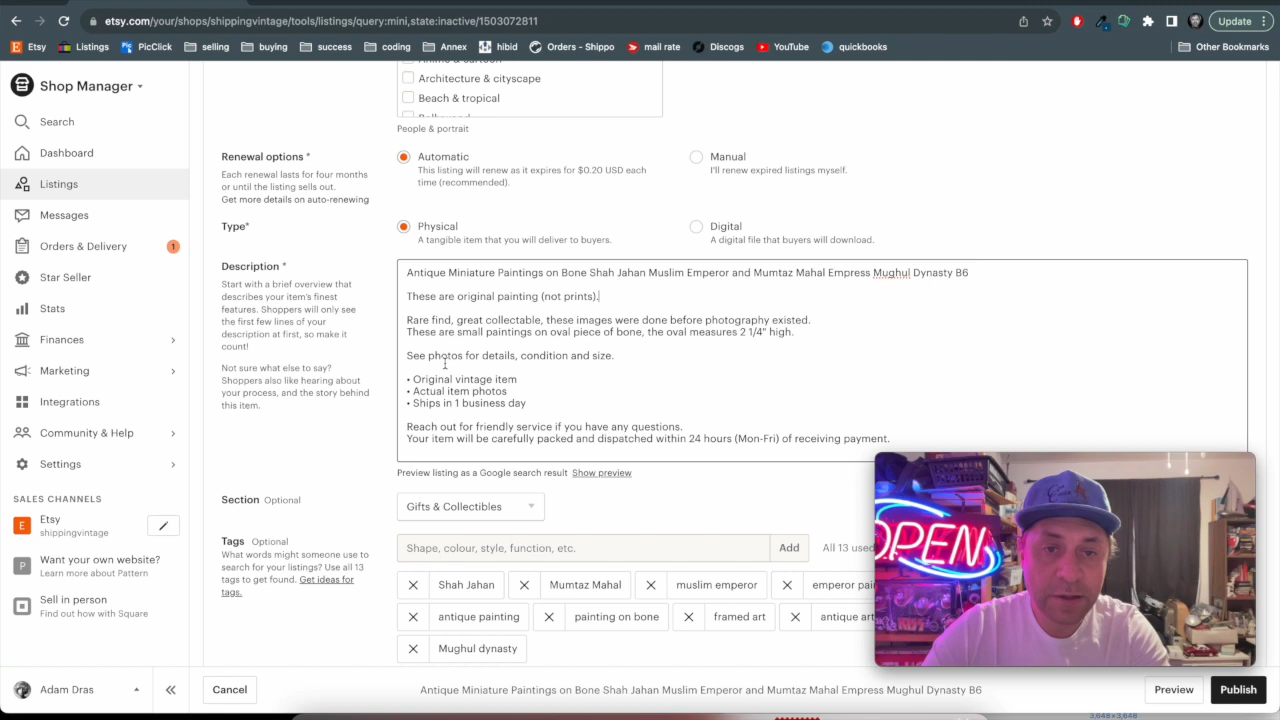 etsy.com/your/shops/shippingvintage/tools/listings/query:mini,state:inactive/1503072811
Update
Etsy
Listings
PicClick
selling
buying
success
coding
Annex
hibid
Orders - Shippo
mail rate
Discogs
YouTube
quickbooks
Other Bookmarks
Shop Manager
Search
Dashboard
Listings
Messages
Orders & Delivery
1
Star Seller
Stats
Finances
Marketing
Integrations
Community & Help
Settings
SALES CHANNELS
E
Etsy
shippingvintage
P
Want your own website?
Learn more about Pattern
Sell in person
Find out how with Square
Adam Dras
Architecture & cityscape
Beach & tropical
People & portrait
Renewal options *
Each renewal lasts for four months
or until the listing sells out.
Get more details on auto-renewing
Automatic
This listing will renew as it expires for $0.20 USD each
time (recommended).
Manual
I'll renew expired listings myself.
Type*
Physical
A tangible item that you will deliver to buyers.
Digital
A digital file that buyers will download.
Description *
Start with a brief overview that
describes your item's finest
features. Shoppers will only see
the first few lines of your
description at first, so make it
count!
Not sure what else to say?
Shoppers also like hearing about
your process, and the story behind
this item.
Antique Miniature Paintings on Bone Shah Jahan Muslim Emperor and Mumtaz Mahal Empress Mughul Dynasty B6
These are original painting (not prints).
Rare find, great collectable, these images were done before photography existed.
These are small paintings on oval piece of bone, the oval measures 2 1/4" high.
See photos for details, condition and size.
• Original vintage item
• Actual item photos
• Ships in 1 business day
Reach out for friendly service if you have any questions.
Your item will be carefully packed and dispatched within 24 hours (Mon-Fri) of receiving payment.
Preview listing as a Google search result Show preview
Section Optional
Gifts & Collectibles
Tags Optional
What words might someone use to
search for your listing? Use all 13
tags to get found. Get ideas for
tags.
Shape, colour, style, function, etc.
Add
All 13 used
Shah Jahan
Mumtaz Mahal
muslim emperor
emperor pai
antique painting
painting on bone
framed art
antique art
Mughul dynasty
OPEN
Cancel
Antique Miniature Paintings on Bone Shah Jahan Muslim Emperor and Mumtaz Mahal Empress Mughul Dynasty B6
Preview
Publish
3,648 x 3,648